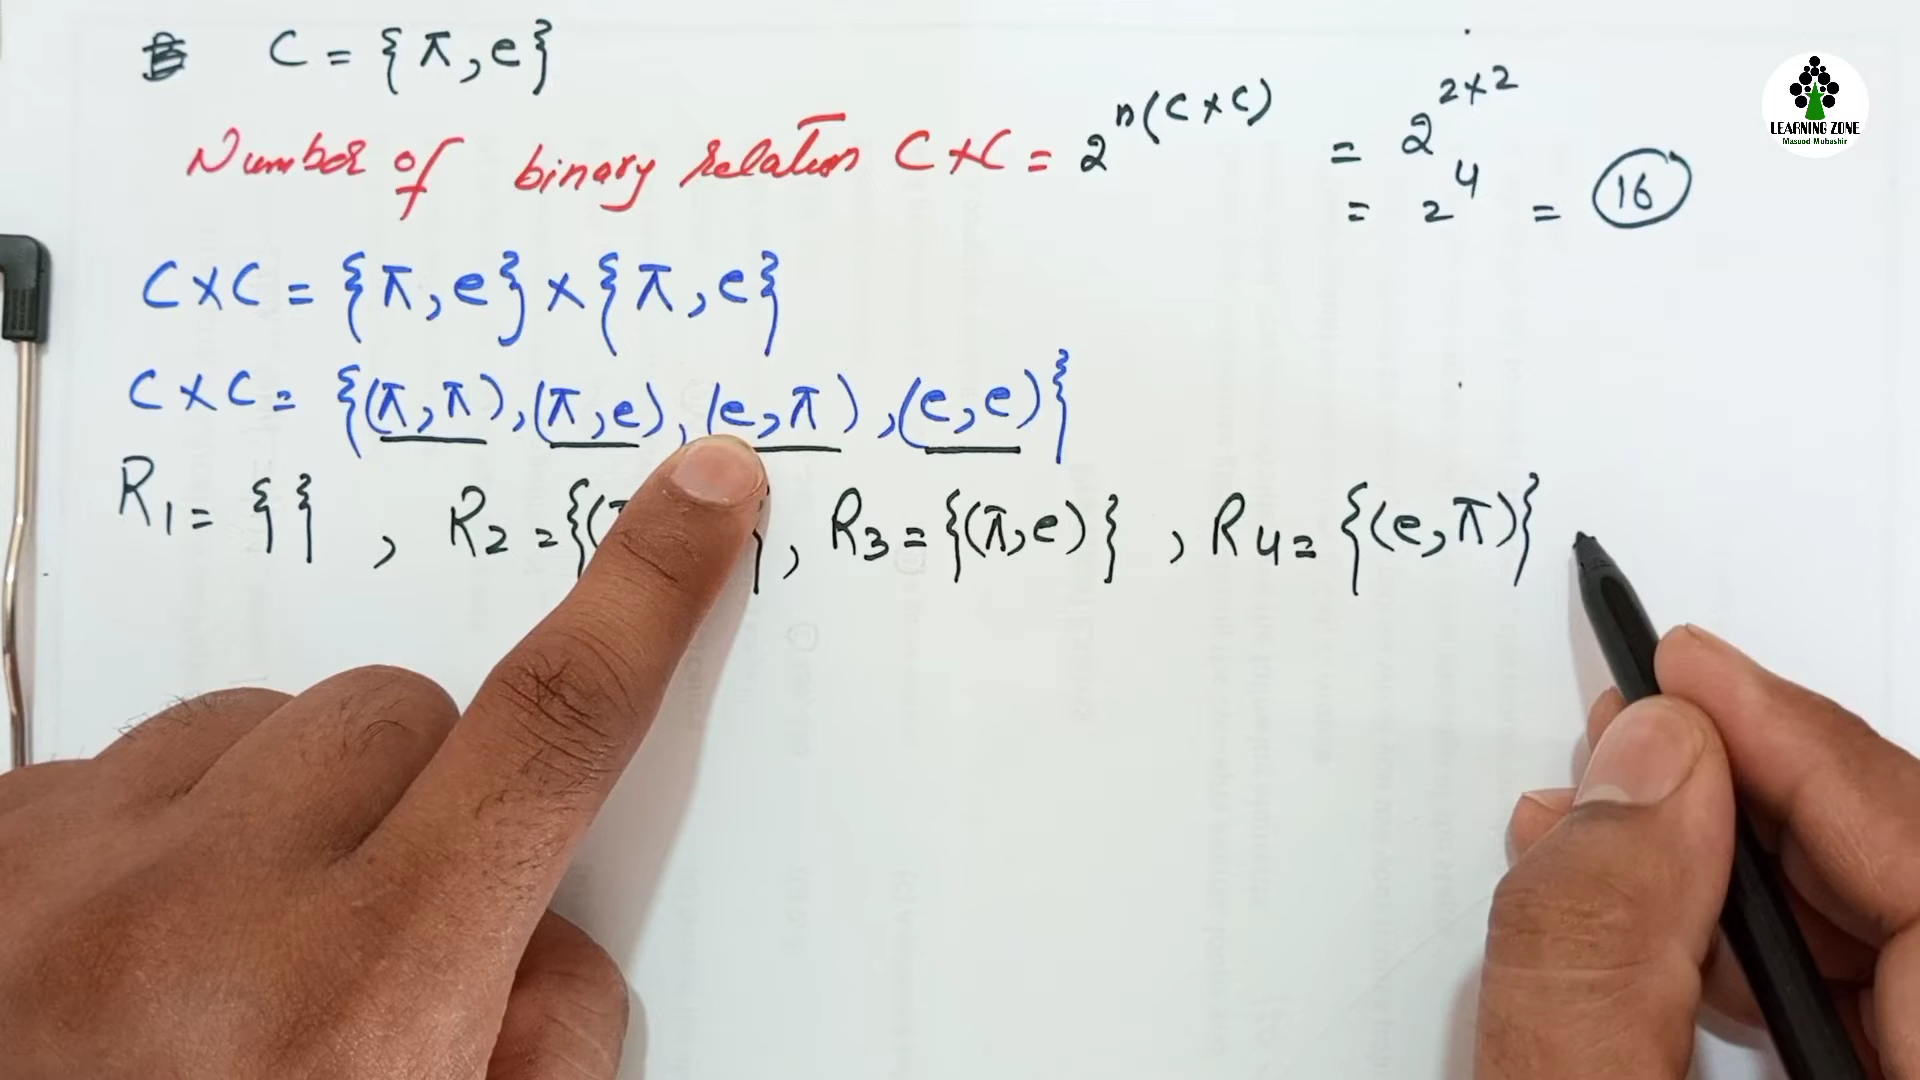 C = {π, e}
Number of binary relation C×C = 2^n(C×C) = 2^2×2
= 2^4 = 16
C×C = {π, e} × {π, e}
C×C = {(π, π), (π, e), (e, π), (e, e)}
R1 = { } , R2 = {( } , R3 = {(π, e)} , R4 = {(e, π)}
LEARNING ZONE
Masood Mubashir